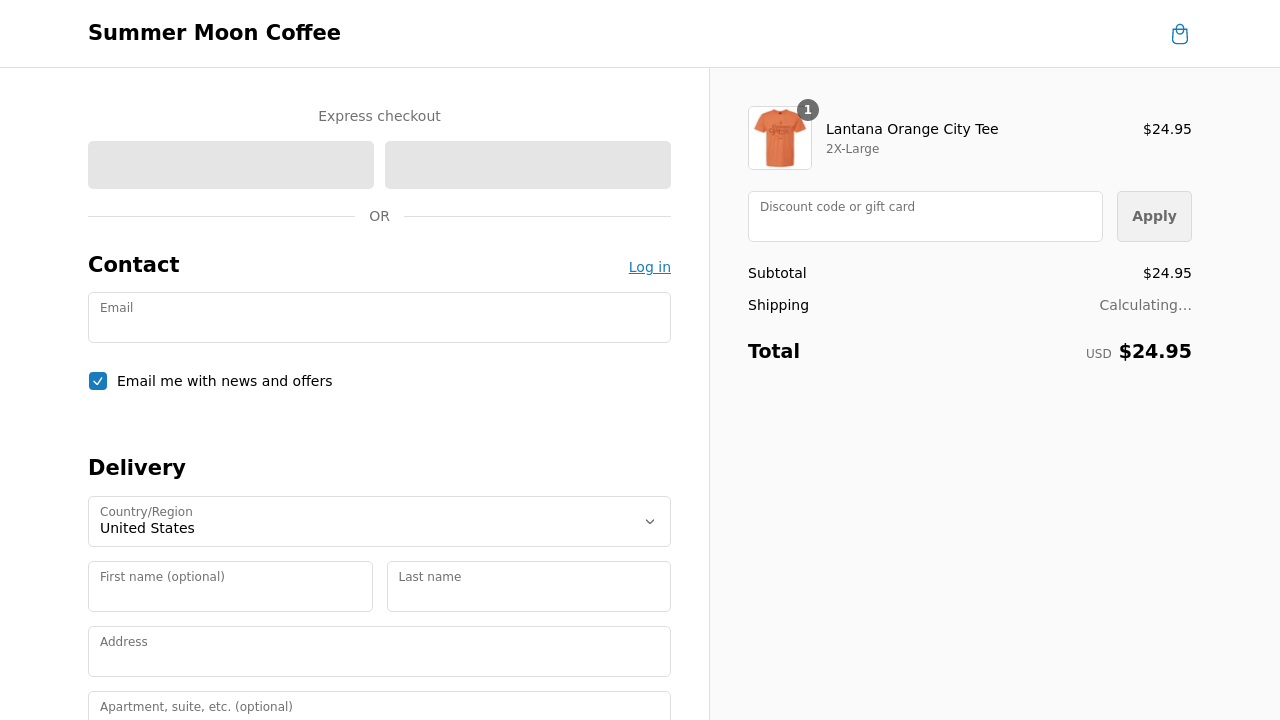 Summer Moon Coffee
Express checkout
OR
Contact
Log in
Email
Email me with news and offers
Delivery
Country/Region
United States
First name (optional)
Last name
Address
Apartment, suite, etc. (optional)
1
Lantana Orange City Tee
$24.95
2X-Large
Discount code or gift card
Apply
Subtotal
$24.95
Shipping
Calculating...
Total
USD $24.95